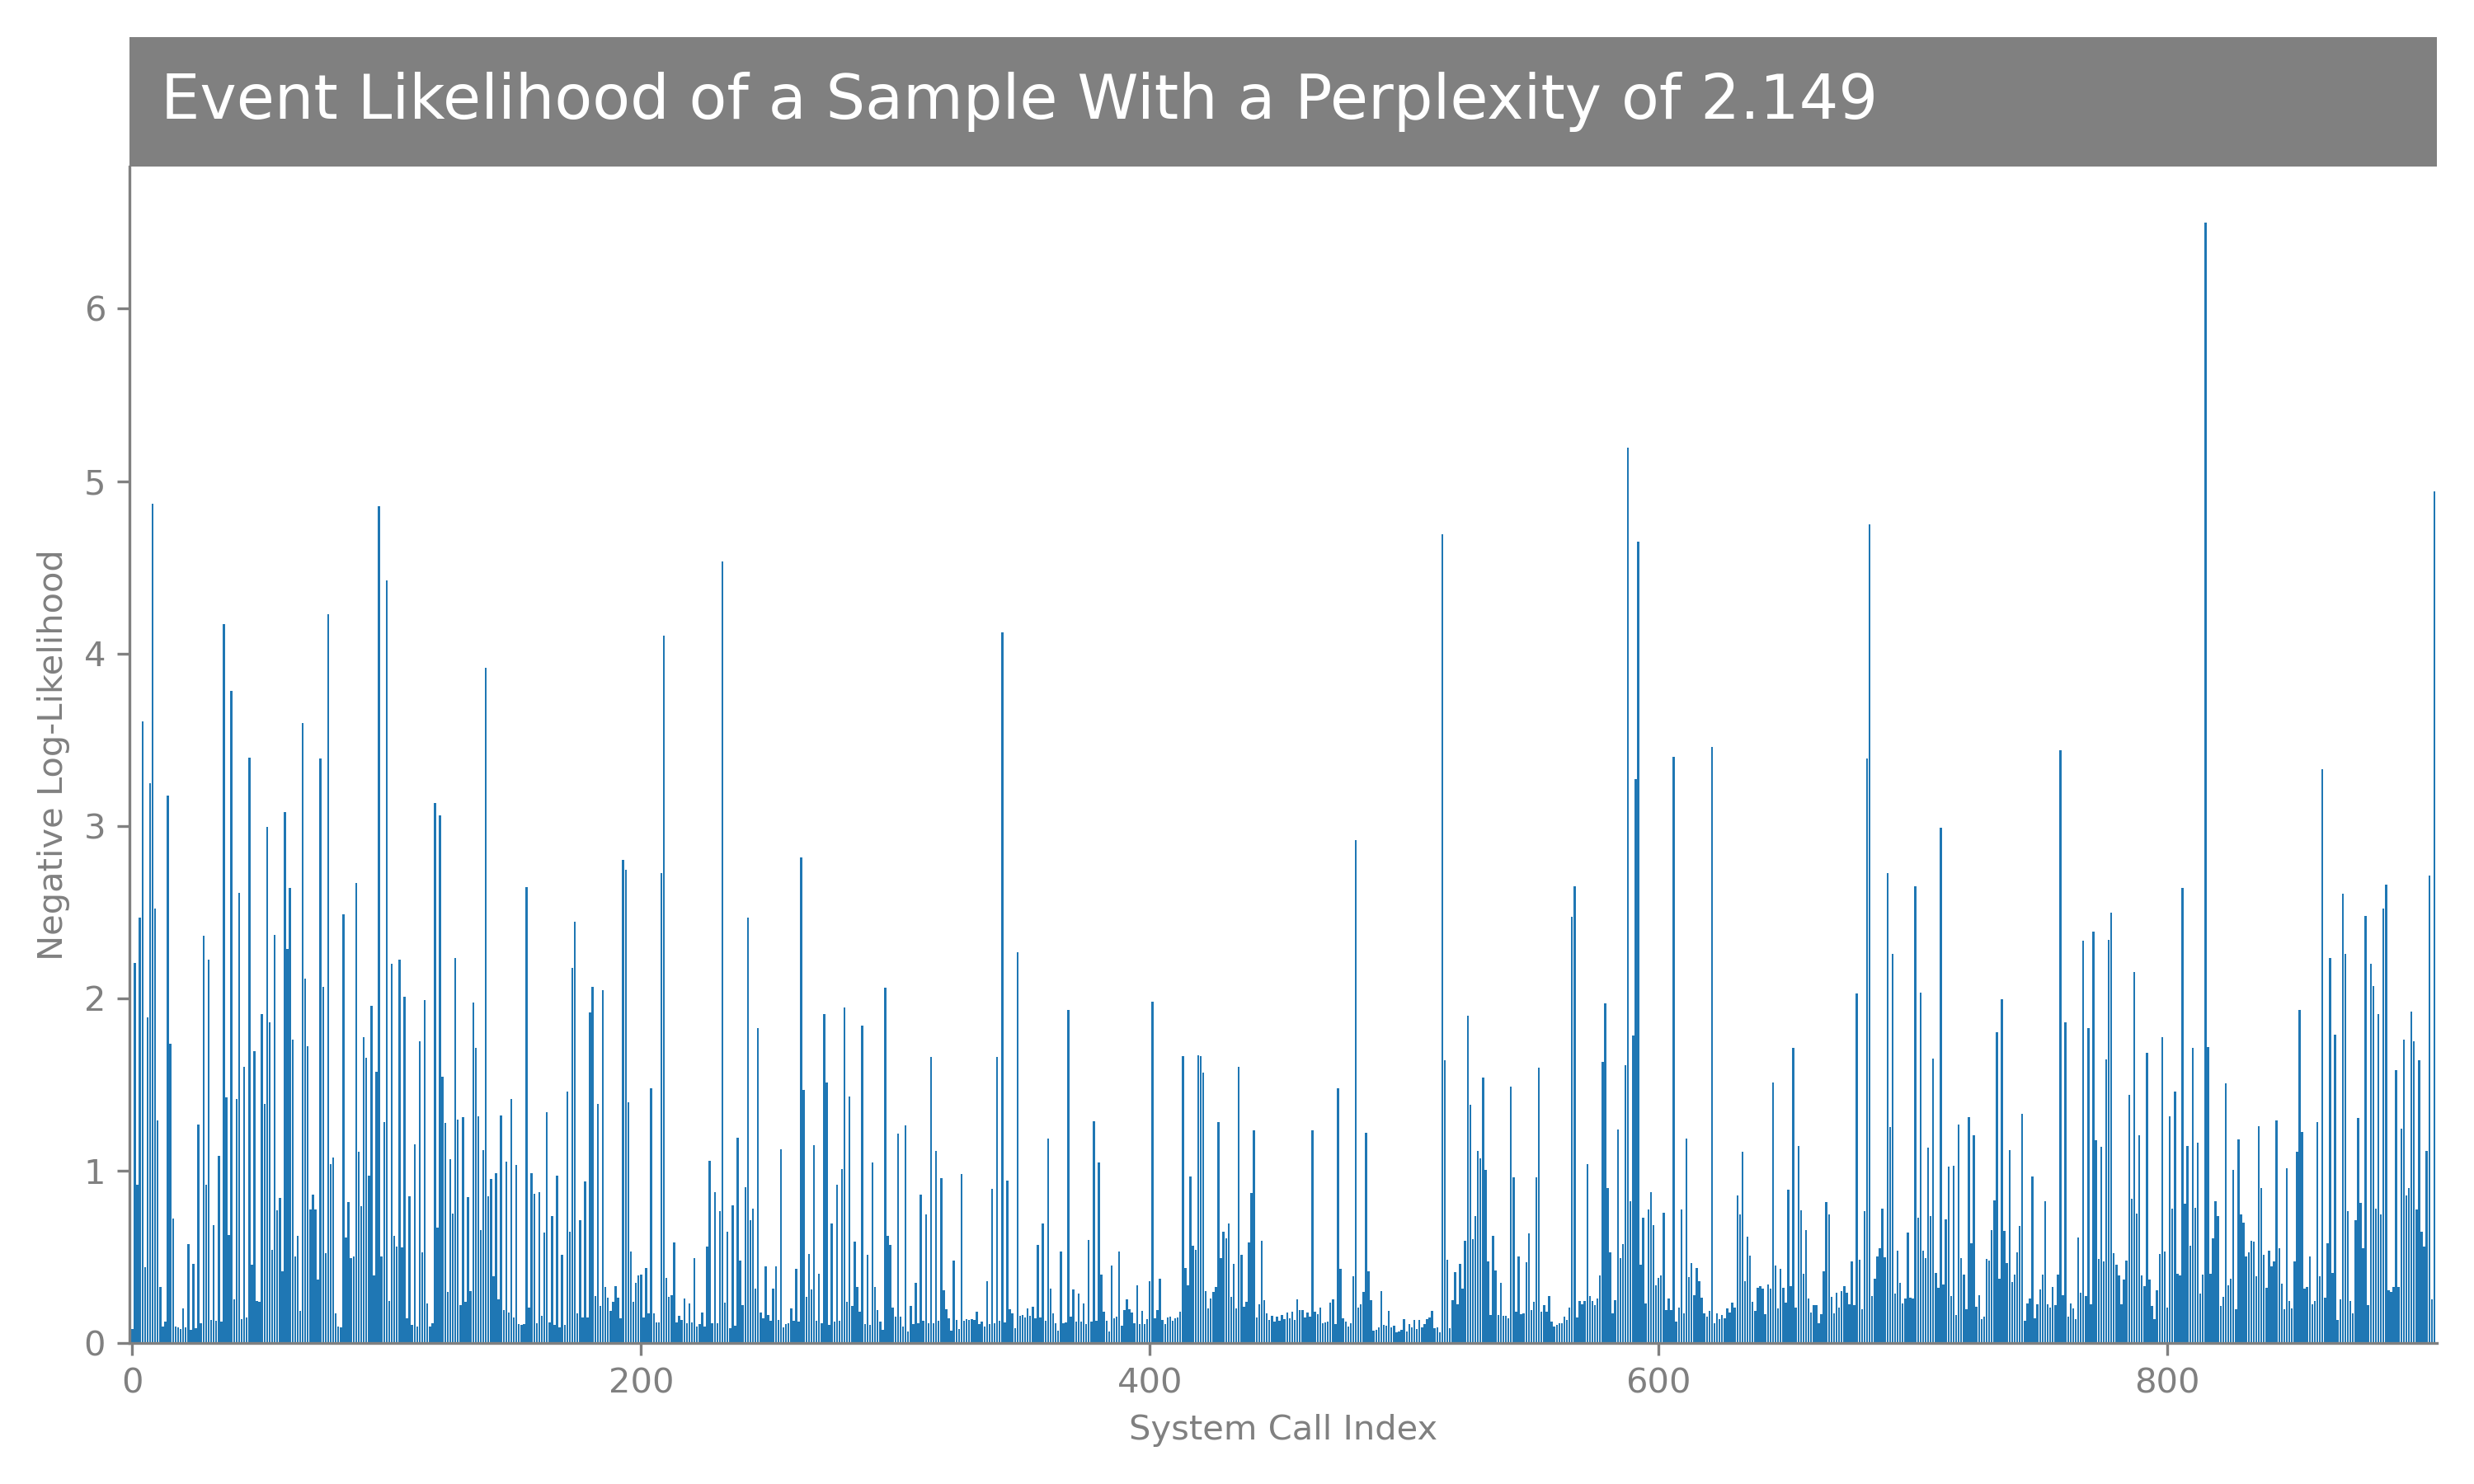 Event Likelihood of a Sample With a Perplexity of 2.149
Negative Log-Likelihood
6
5
4
3
2
1
0
0 200 400 600 800
System Call Index